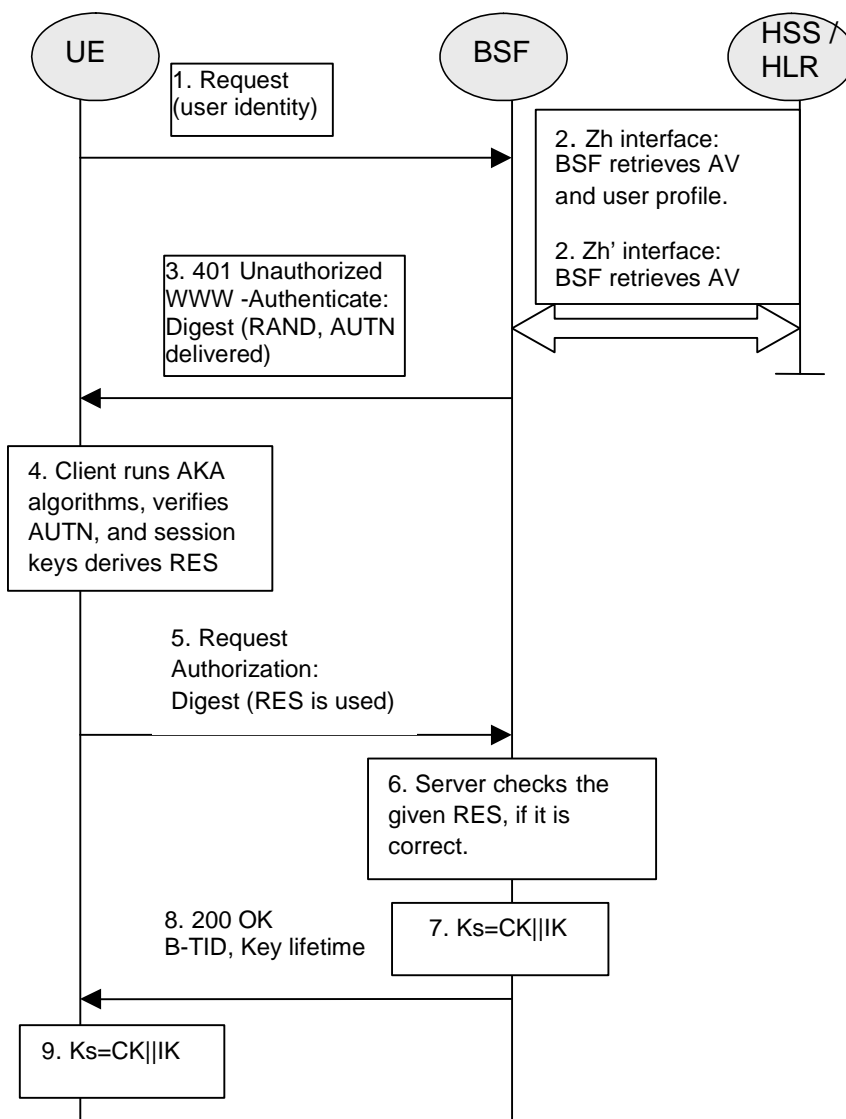 UE
BSF
HSS /
HLR
1. Request
(user identity)
2. Zh interface:
BSF retrieves AV
and user profile.
2. Zh’ interface:
BSF retrieves AV
3. 401 Unauthorized
WWW -Authenticate:
Digest (RAND, AUTN
delivered)
4. Client runs AKA
algorithms, verifies
AUTN, and session
keys derives RES
5. Request
Authorization:
Digest (RES is used)
6. Server checks the
given RES, if it is
correct.
7. Ks=CK||IK
8. 200 OK
B-TID, Key lifetime
9. Ks=CK||IK